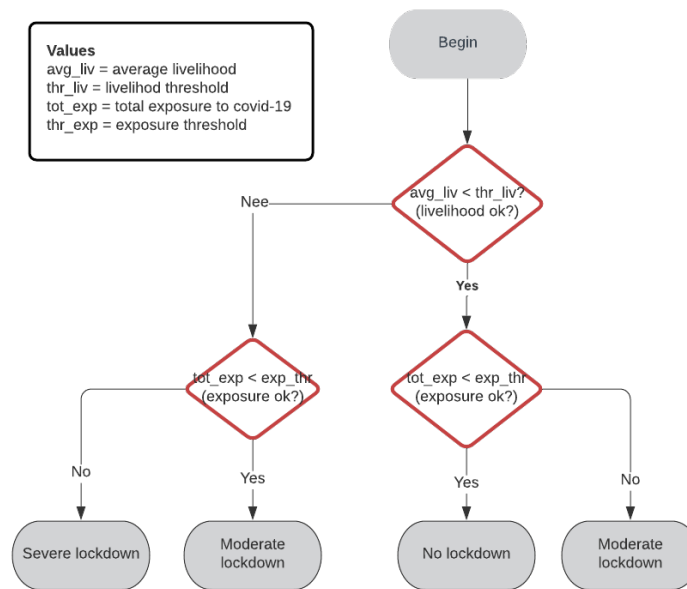 Values
avg_liv = average livelihood
thr_liv = livelihod threshold
tot_exp = total exposure to covid-19
thr_exp = exposure threshold
Begin
avg_liv < thr_liv?
(livelihood ok?)
Nee
Yes
tot_exp < exp_thr
(exposure ok?)
tot_exp < exp_thr
(exposure ok?)
No
Yes
Yes
No
Severe lockdown
Moderate
lockdown
No lockdown
Moderate
lockdown